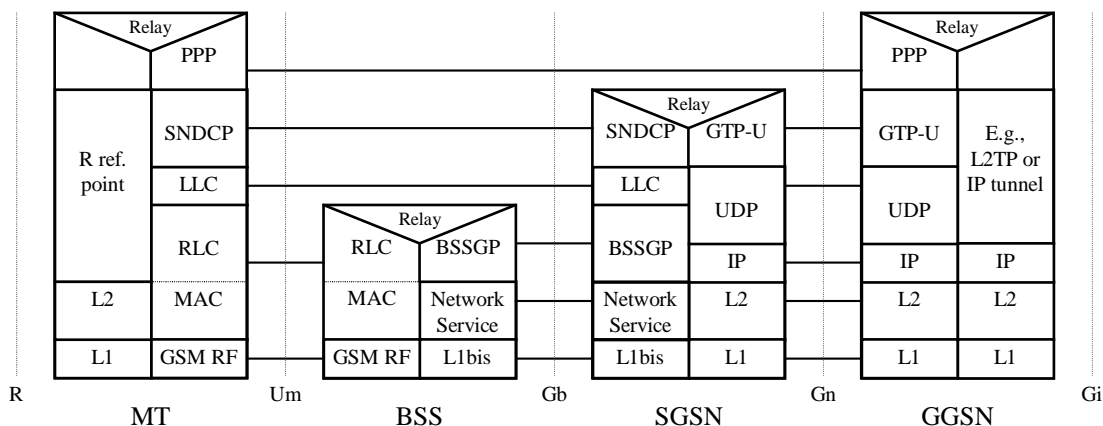 Relay
PPP
Relay
PPP
Relay
SNDCP
SNDCP
GTP-U
GTP-U
E.g.,
L2TP or
IP tunnel
R ref.
point
LLC
LLC
UDP
UDP
Relay
RLC
RLC
BSSGP
BSSGP
IP
IP
IP
L2
MAC
MAC
Network
Service
Network
Service
L2
L2
L2
L1
GSM RF
GSM RF
L1bis
L1bis
L1
L1
L1
R
Um
Gb
Gn
Gi
MT
BSS
SGSN
GGSN